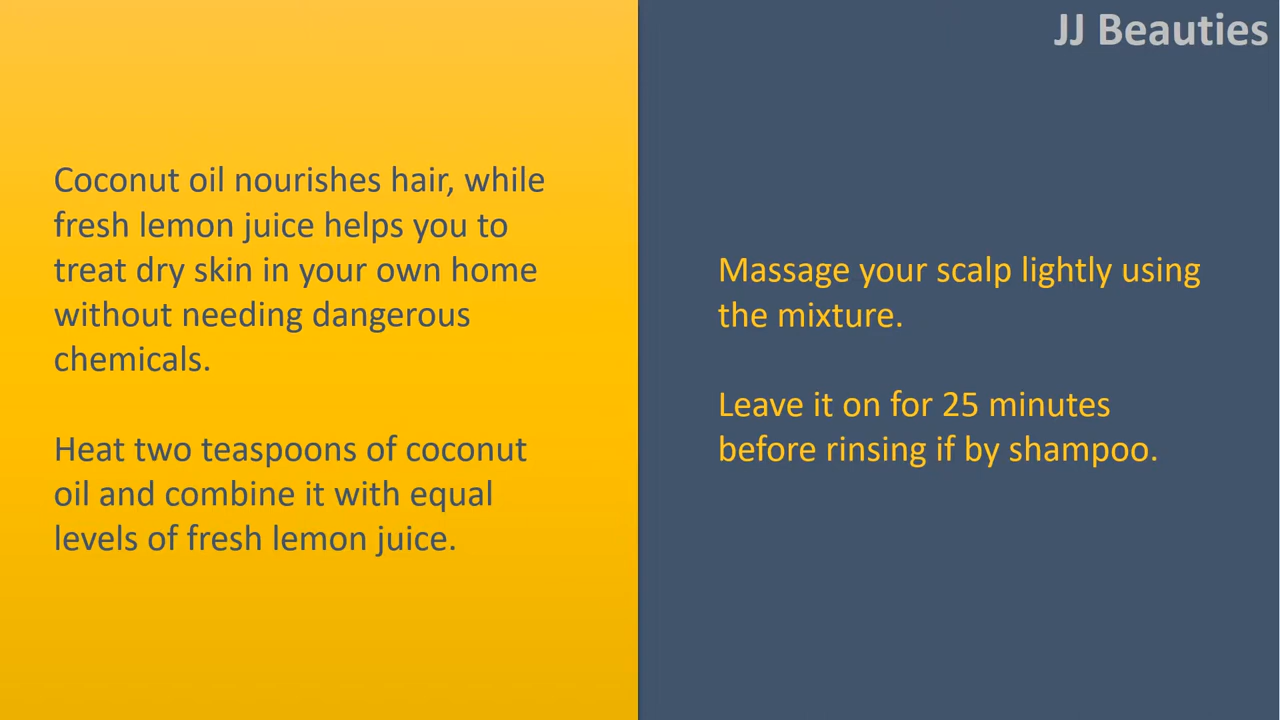 JJ Beauties
Coconut oil nourishes hair, while
fresh lemon juice helps you to
treat dry skin in your own home
without needing dangerous
chemicals.
Heat two teaspoons of coconut
oil and combine it with equal
levels of fresh lemon juice.
Massage your scalp lightly using
the mixture.
Leave it on for 25 minutes
before rinsing if by shampoo.